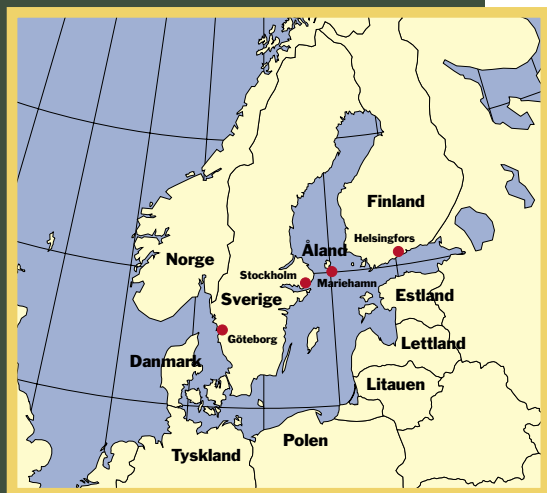 Finland
Helsingfors
Åland
Norge
Stockholm
Mariehamn
Sverige
Estland
Göteborg
Lettland
Danmark
Litauen
Polen
Tyskland